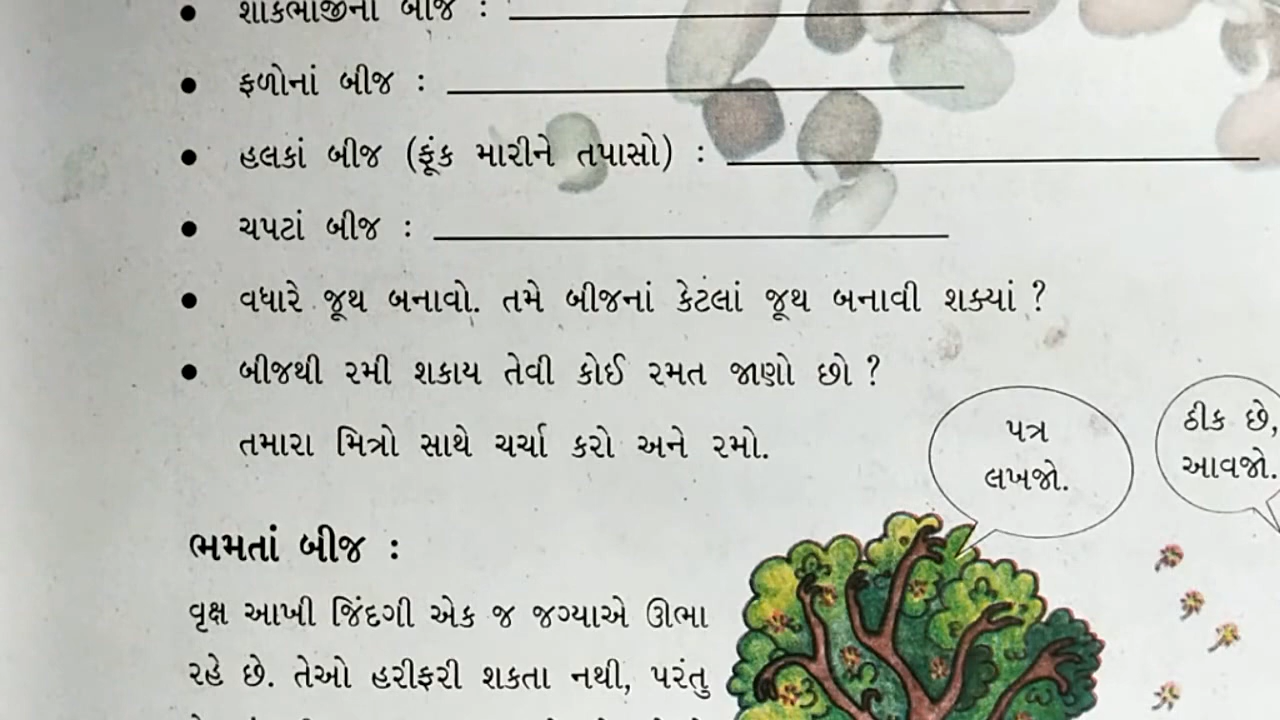 • શાકભાજીનાં બીજ :
• ફળોનાં બીજ :
• હલકાં બીજ (ફૂંક મારીને તપાસો) :
• ચપટાં બીજ :
• વધારે જૂથ બનાવો. તમે બીજનાં કેટલાં જૂથ બનાવી શક્યાં ?
• બીજથી રમી શકાય તેવી કોઈ રમત જાણો છો ?
તમારા મિત્રો સાથે ચર્ચા કરો અને રમો.
પત્ર
લખજો.
ઠીક છે,
આવજો.
ભમતાં બીજ :
વૃક્ષ આખી જિંદગી એક જ જગ્યાએ ઊભા
રહે છે. તેઓ હરીફરી શકતા નથી, પરંતુ